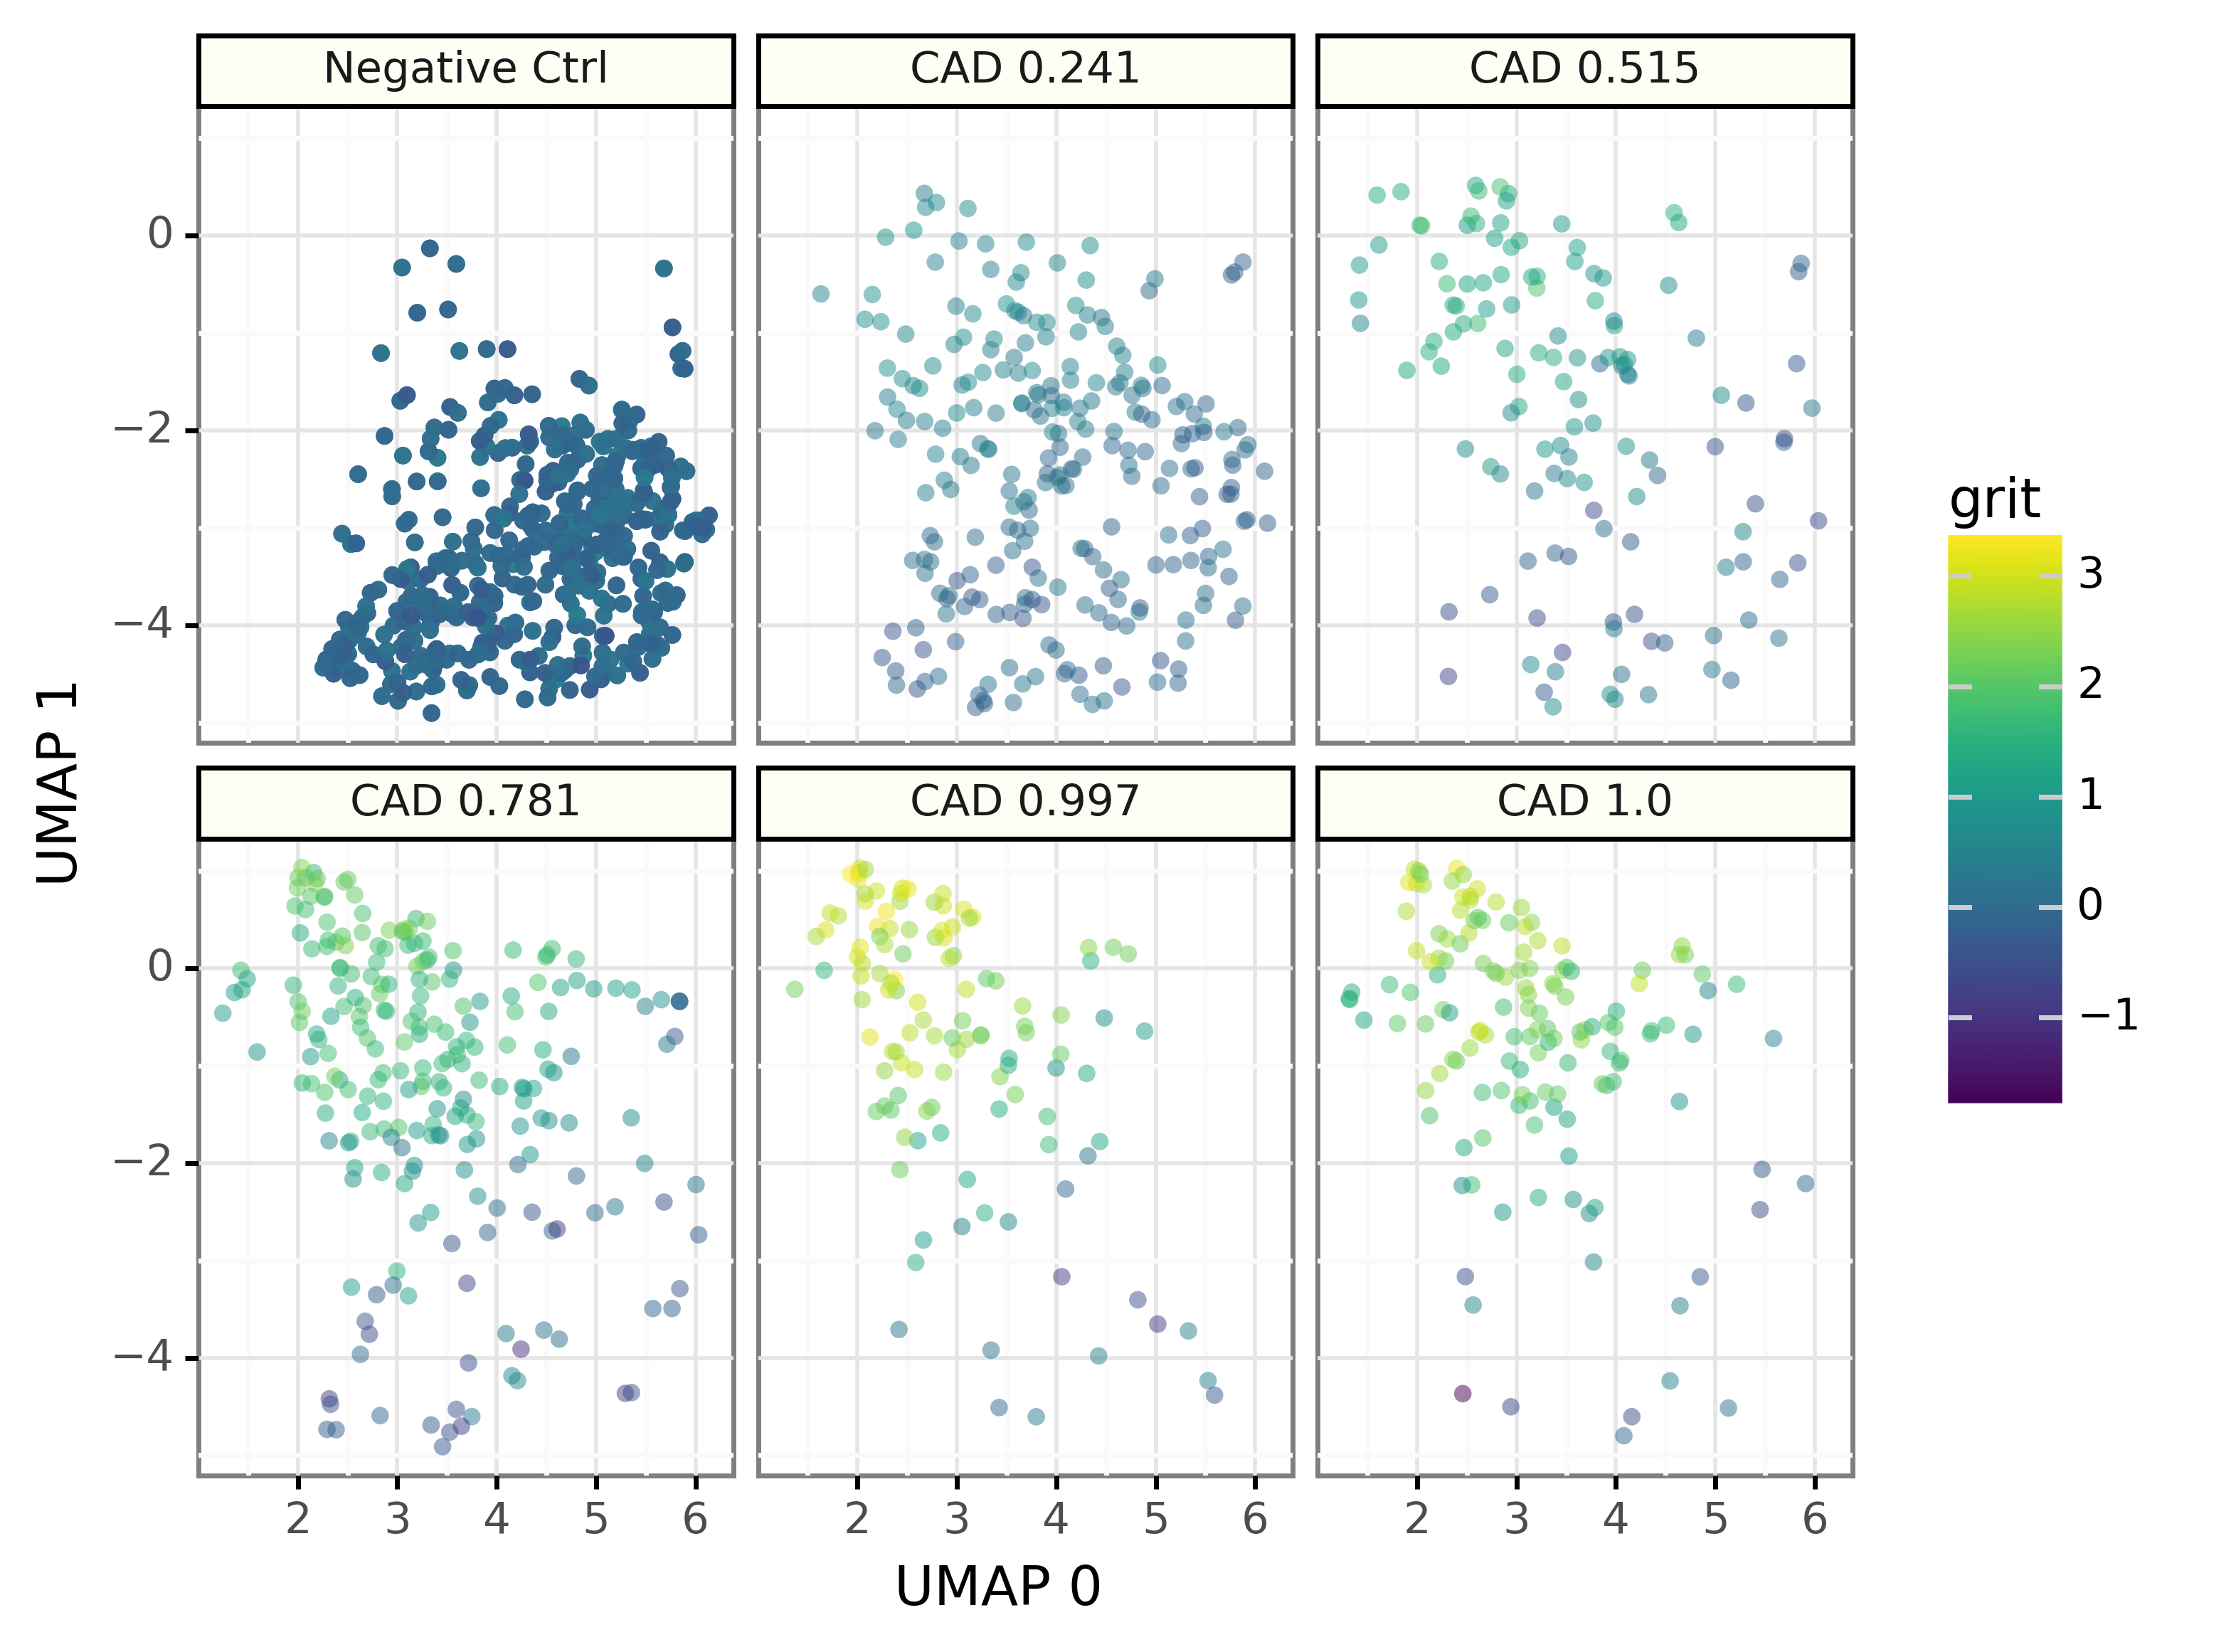 Negative Ctrl
CAD 0.241
CAD 0.515
0
−2
−4
CAD 0.781
CAD 0.997
CAD 1.0
0
−2
−4
2 3 4 5 6
2 3 4 5 6
2 3 4 5 6
UMAP 0
UMAP 1
grit
3
2
1
0
−1